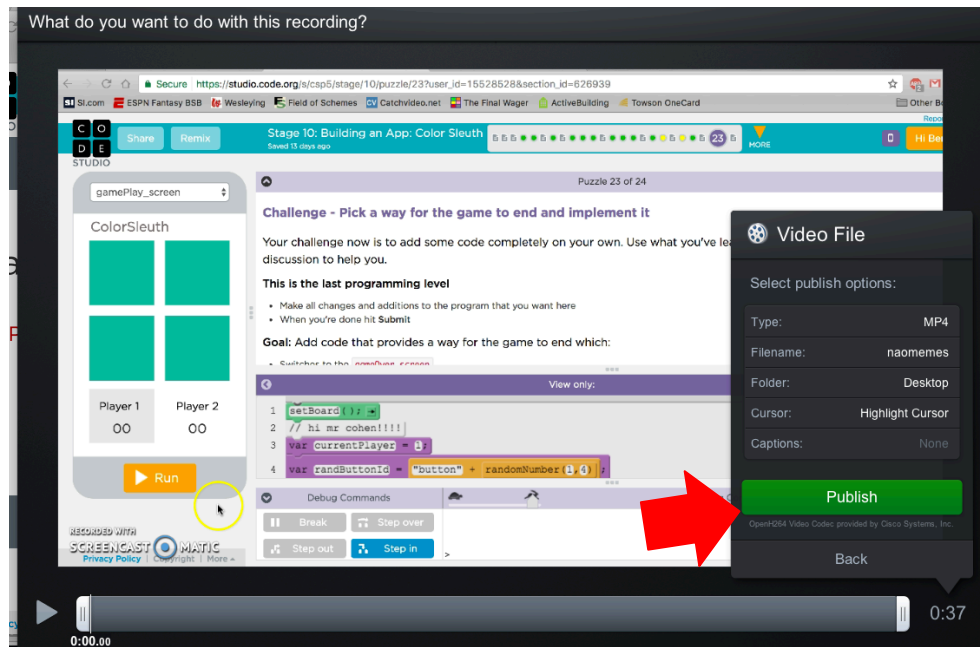 What do you want to do with this recording?
Secure https://studio.code.org/s/csp5/stage/10/puzzle/23?user_id=15528528&section_id=626939
SI.com ESPN Fantasy BSB Wesleying Field of Schemes CV Catchvideo.net The Final Wager ActiveBuilding Towson OneCard Other
CODE
STUDIO
Share Remix
Stage 10: Building an App: Color Sleuth
Saved 13 days ago
23
MORE
Hi
gamePlay_screen
ColorSleuth
Player 1 Player 2
00 00
Run
RECORDED WITH
SCREENCAST O MATIC
Privacy Policy | Copyright | More
Puzzle 23 of 24
Challenge - Pick a way for the game to end and implement it
Your challenge now is to add some code completely on your own. Use what you've
discussion to help you.
This is the last programming level
• Make all changes and additions to the program that you want here
• When you're done hit Submit
Goal: Add code that provides a way for the game to end which:
• Switches to the gameOver_screen
View only:
1 setBoard();
2 // hi mr cohen!!!!
3 var currentPlayer = 1;
4 var randButtonId = "button" + randomNumber(1,4);
Debug Commands
Break Step over
Step out Step in
>
Video File
Select publish options:
Type: MP4
Filename: naomemes
Folder: Desktop
Cursor: Highlight Cursor
Captions: None
Publish
OpenH264 Video Codec provided by Cisco Systems, Inc.
Back
0:37
0:00.00